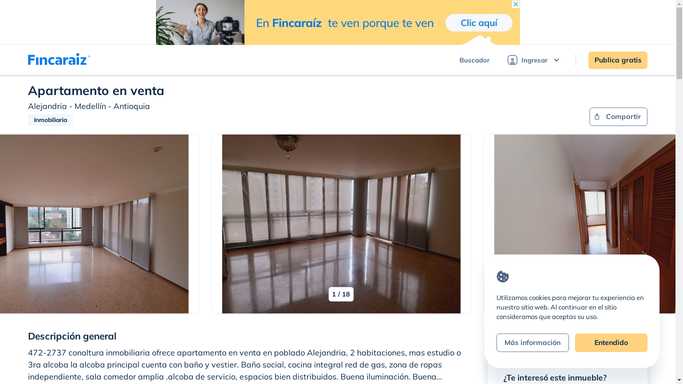 En Fincaraíz te ven porque te ven
Clic aquí
Fincaraíz
Buscador
Ingresar
Publica gratis
Apartamento en venta
Alejandria - Medellín - Antioquia
Inmobiliaria
Compartir
1 / 18
Utilizamos cookies para mejorar tu experiencia en
nuestro sitio web. Al continuar en el sitio
consideramos que aceptas su uso.
Más información
Entendido
Descripción general
472-2737 conaltura inmobiliaria ofrece apartamento en venta en poblado Alejandria, 2 habitaciones, mas estudio o
3ra alcoba la alcoba principal cuenta con baño y vestier. Baño social, cocina integral red de gas, zona de ropas
independiente, sala comedor amplia ,alcoba de servicio, espacios bien distribuidos. Buena iluminación. Buena...
¿Te interesó este inmueble?